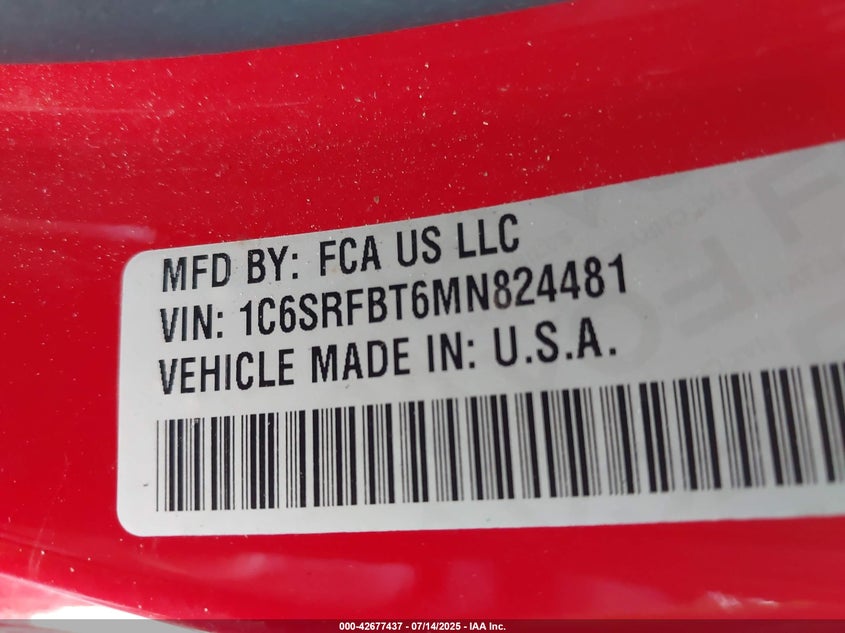 MFD BY: FCA US LLC
VIN: 1C6SRFBT6MN824481
VEHICLE MADE IN: U.S.A.
000-42677437 - 07/14/2025 - IAA Inc.